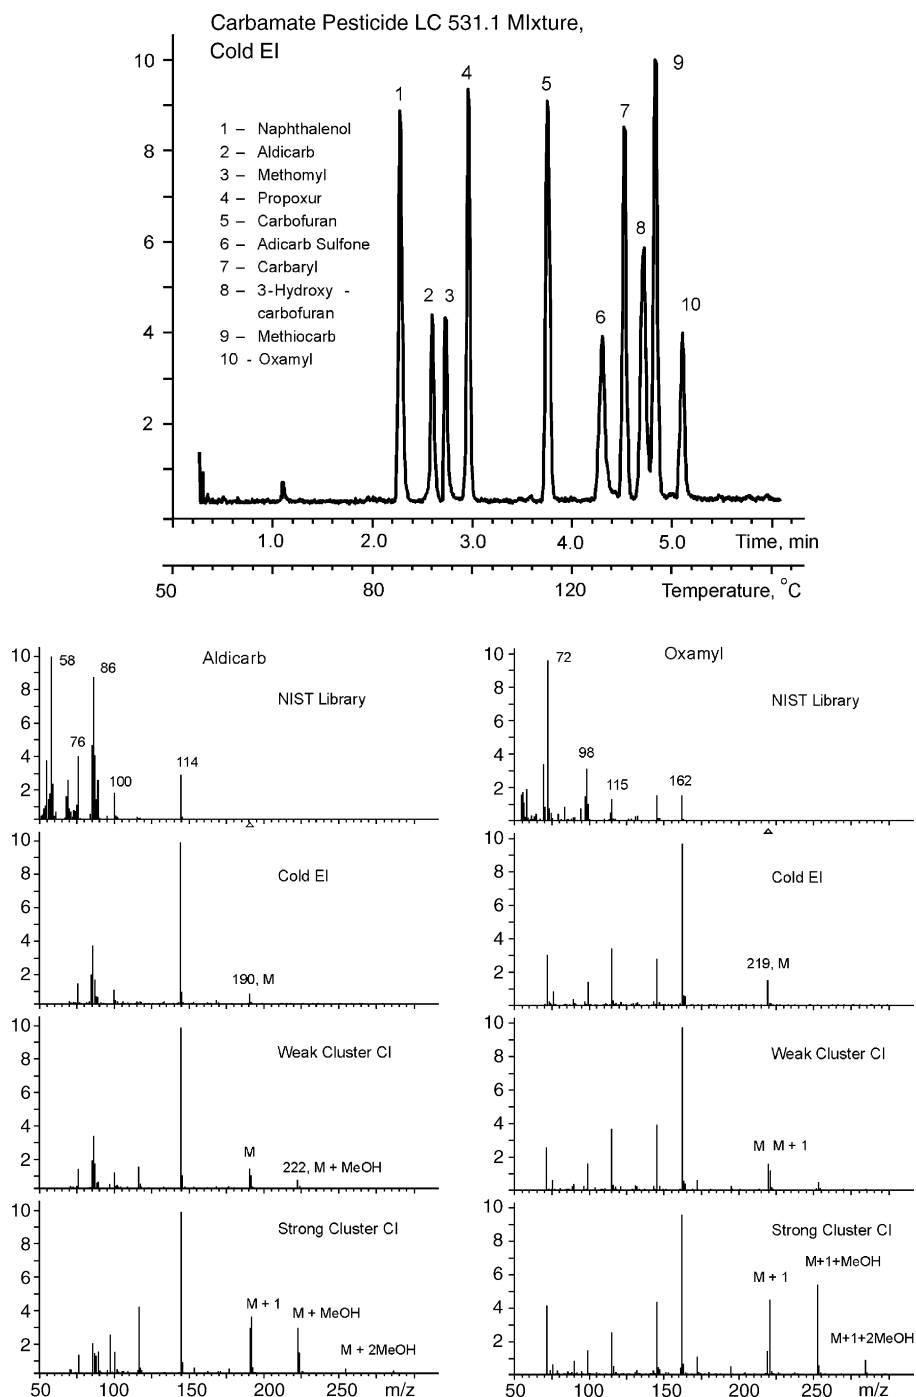 Carbamate Pesticide LC 531.1 MIxture,
Cold EI
10
8
6
4
2
1 – Naphthalenol
2 – Aldicarb
3 – Methomyl
4 – Propoxur
5 – Carbofuran
6 – Adicarb Sulfone
7 – Carbaryl
8 – 3-Hydroxy -
carbofuran
9 – Methiocarb
10 - Oxamyl
1
2
3
4
5
6
7
8
9
10
1.0 2.0 3.0 4.0 5.0 Time, min
50 80 120 Temperature, °C
Aldicarb
NIST Library
10
8
6
4
2
58
86
76
100
114
Cold EI
10
8
6
4
2
190, M
Weak Cluster CI
10
8
6
4
2
M
222, M + MeOH
Strong Cluster CI
10
8
6
4
2
M + 1
M + MeOH
M + 2MeOH
50 100 150 200 250 m/z
Oxamyl
NIST Library
10
8
6
4
2
72
98
115
162
Cold EI
10
8
6
4
2
219, M
Weak Cluster CI
10
8
6
4
2
M M + 1
Strong Cluster CI
10
8
6
4
2
M+1+MeOH
M + 1
M+1+2MeOH
50 100 150 200 250 m/z